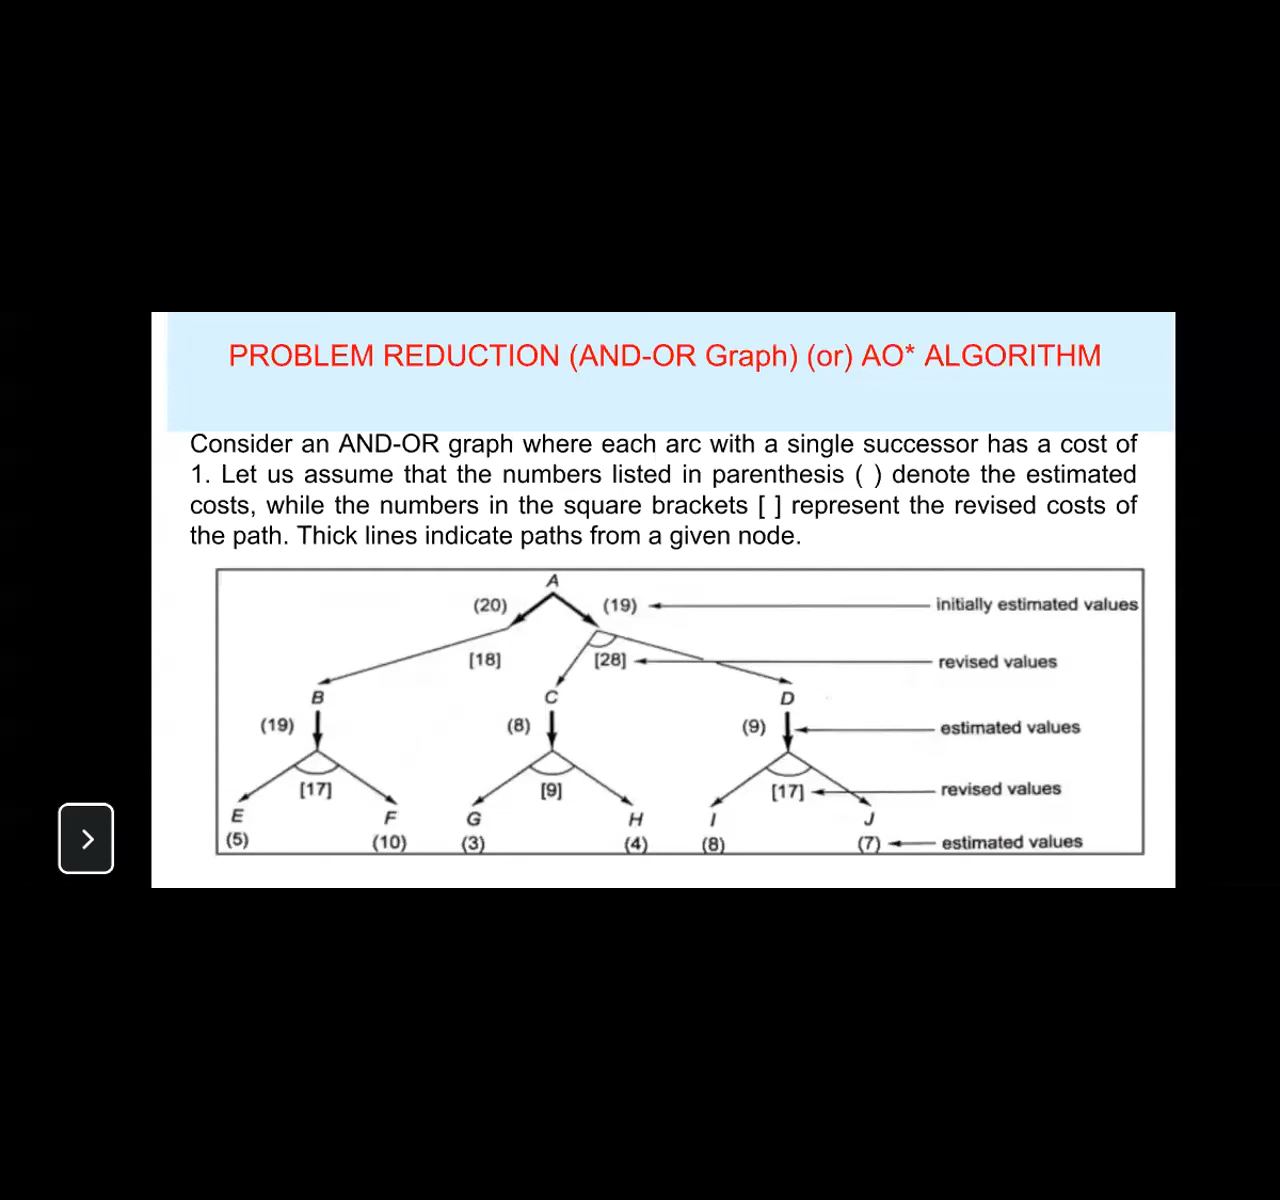 PROBLEM REDUCTION (AND-OR Graph) (or) AO* ALGORITHM
Consider an AND-OR graph where each arc with a single successor has a cost of
1. Let us assume that the numbers listed in parenthesis ( ) denote the estimated
costs, while the numbers in the square brackets [ ] represent the revised costs of
the path. Thick lines indicate paths from a given node.
A
(20) (19) initially estimated values
[18] [28] revised values
B C D
(19) (8) (9) estimated values
[17] [9] [17] revised values
E F G H I J
(5) (10) (3) (4) (8) (7) estimated values